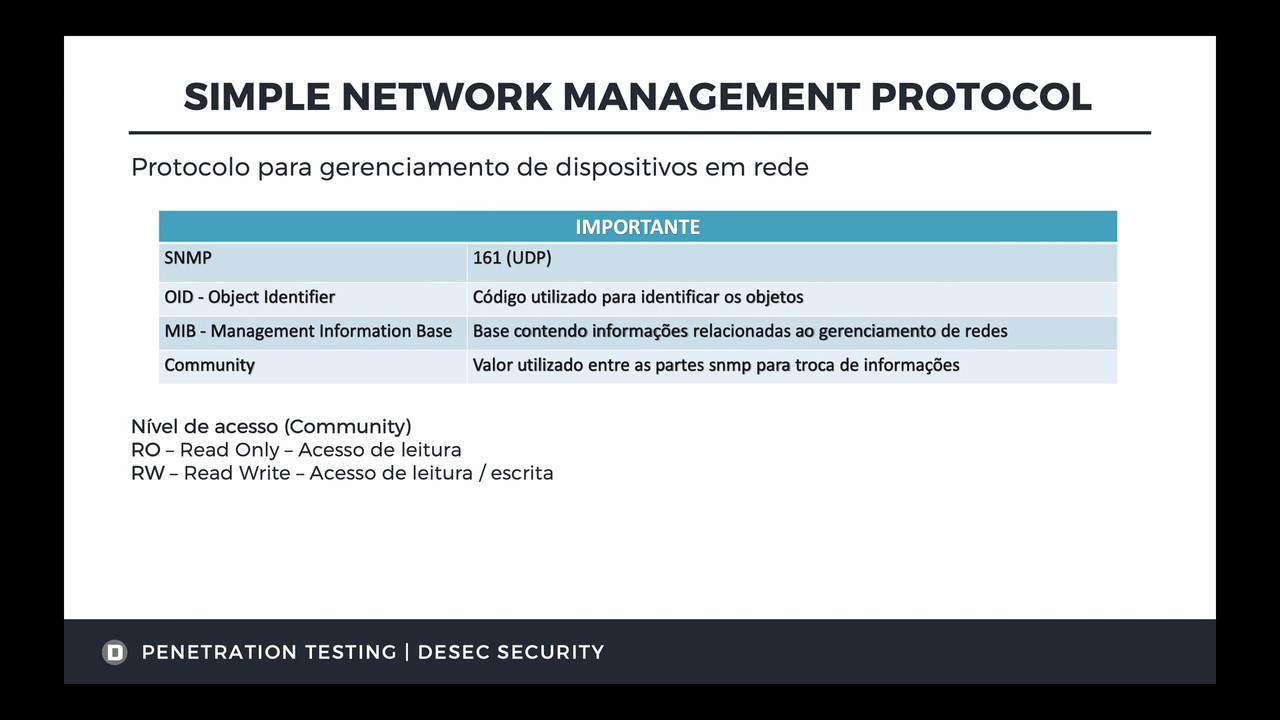 SIMPLE NETWORK MANAGEMENT PROTOCOL
Protocolo para gerenciamento de dispositivos em rede
IMPORTANTE
SNMP 161 (UDP)
OID - Object Identifier Código utilizado para identificar os objetos
MIB - Management Information Base Base contendo informações relacionadas ao gerenciamento de redes
Community Valor utilizado entre as partes snmp para troca de informações
Nível de acesso (Community)
RO – Read Only – Acesso de leitura
RW – Read Write – Acesso de leitura / escrita
D PENETRATION TESTING | DESEC SECURITY